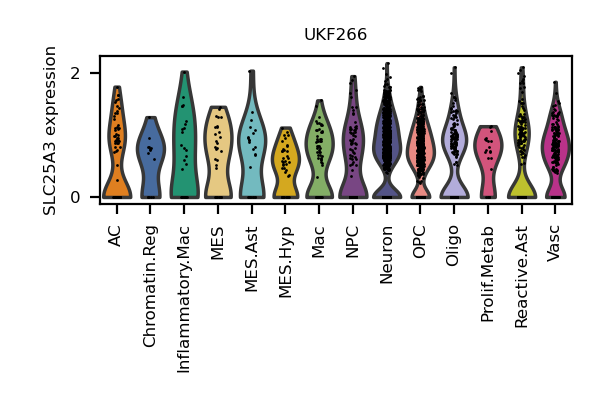 UKF266
SLC25A3 expression
2
0
AC
Chromatin.Reg
Inflammatory.Mac
MES
MES.Ast
MES.Hyp
Mac
NPC
Neuron
OPC
Oligo
Prolif.Metab
Reactive.Ast
Vasc